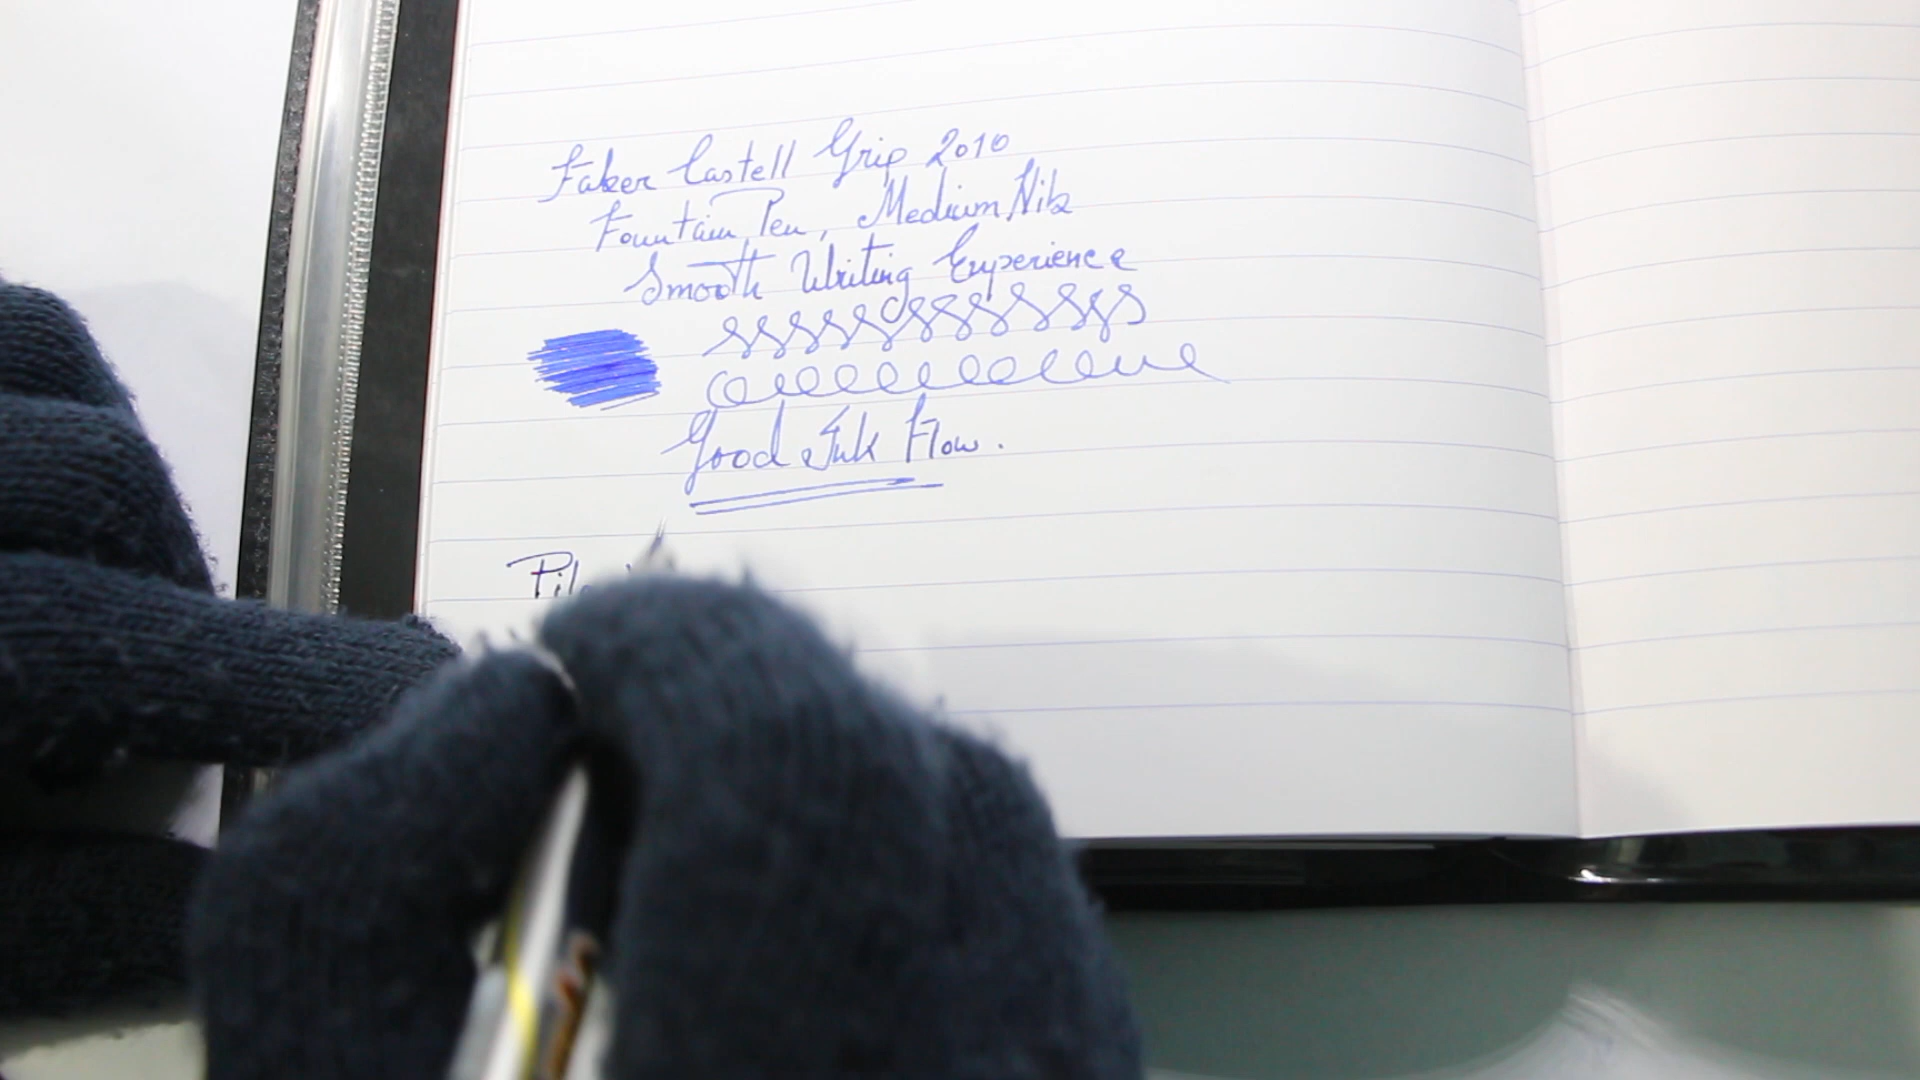 Faber Castell Grip 2010
Fountain Pen, Medium Nib
Smooth Writing Experience
Good Ink Flow.